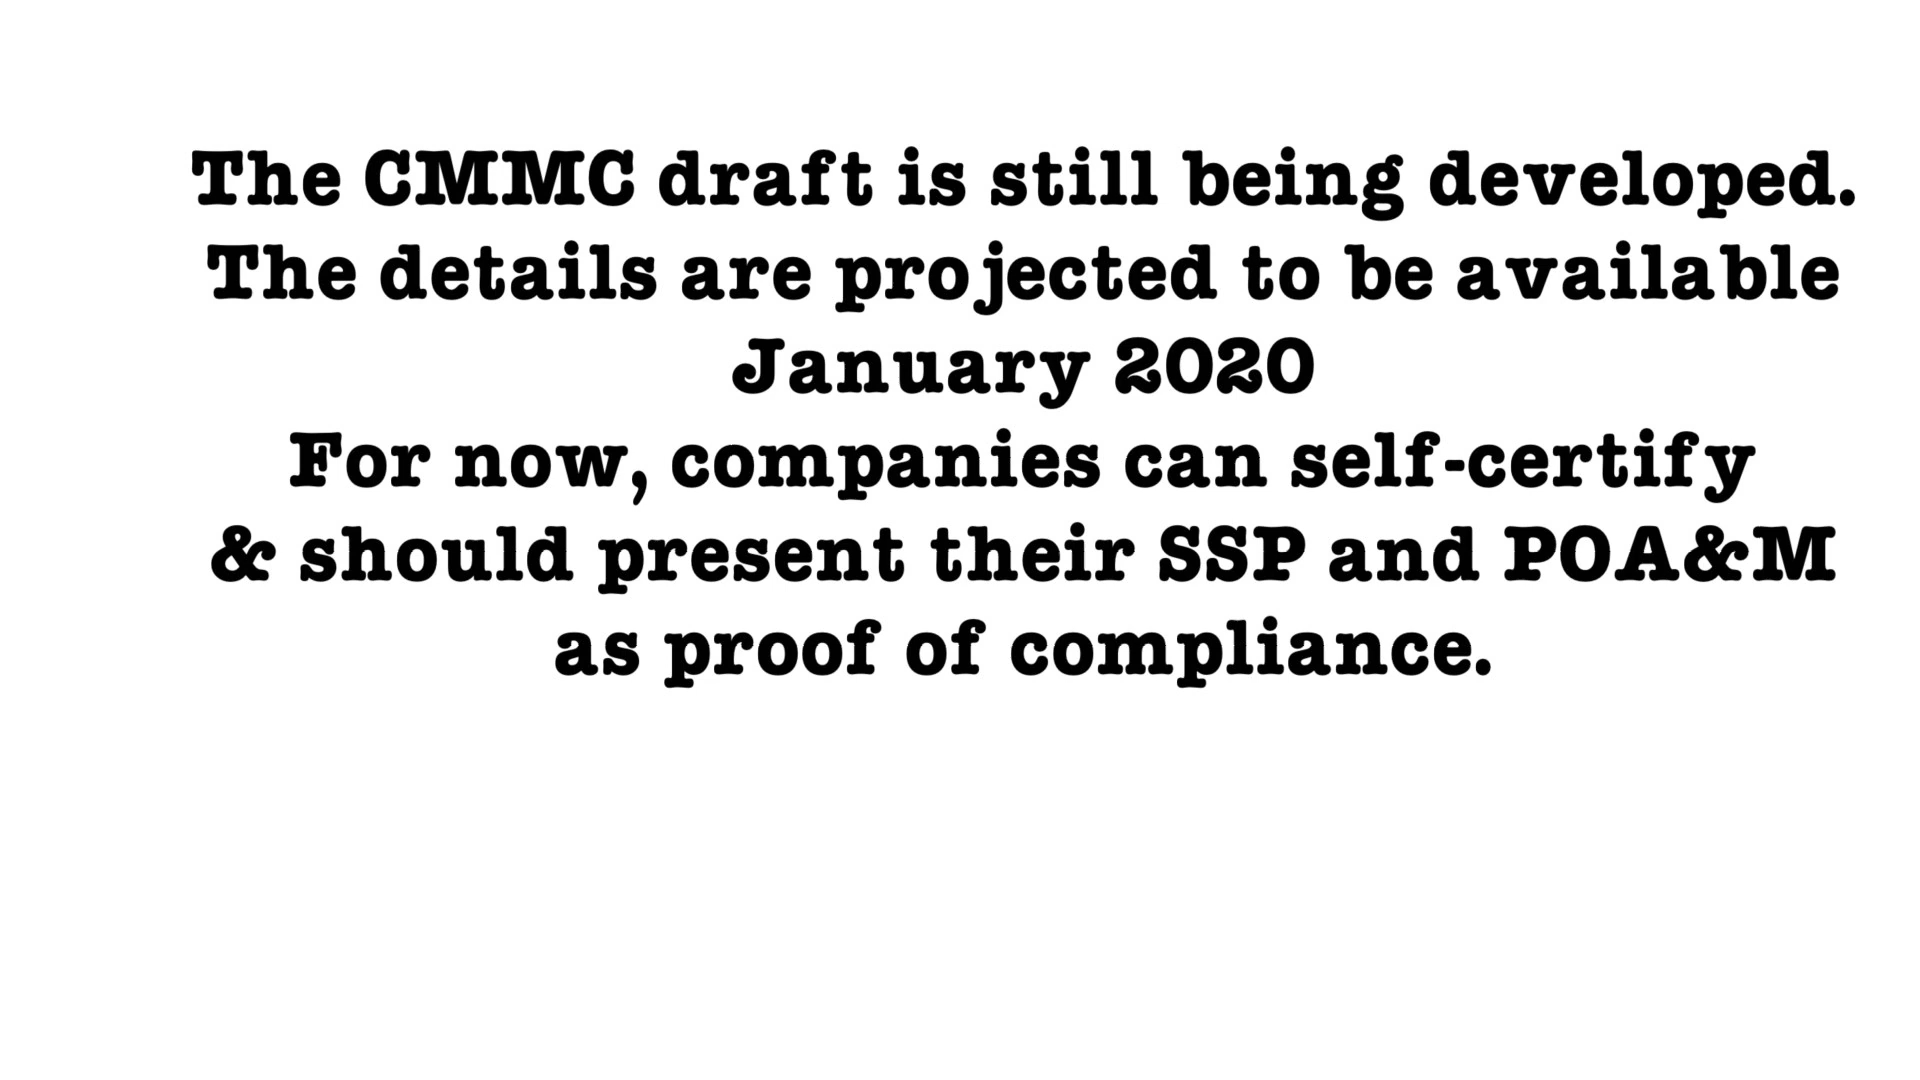 The CMMC draft is still being developed.
The details are projected to be available
January 2020
For now, companies can self-certify
& should present their SSP and POA&M
as proof of compliance.